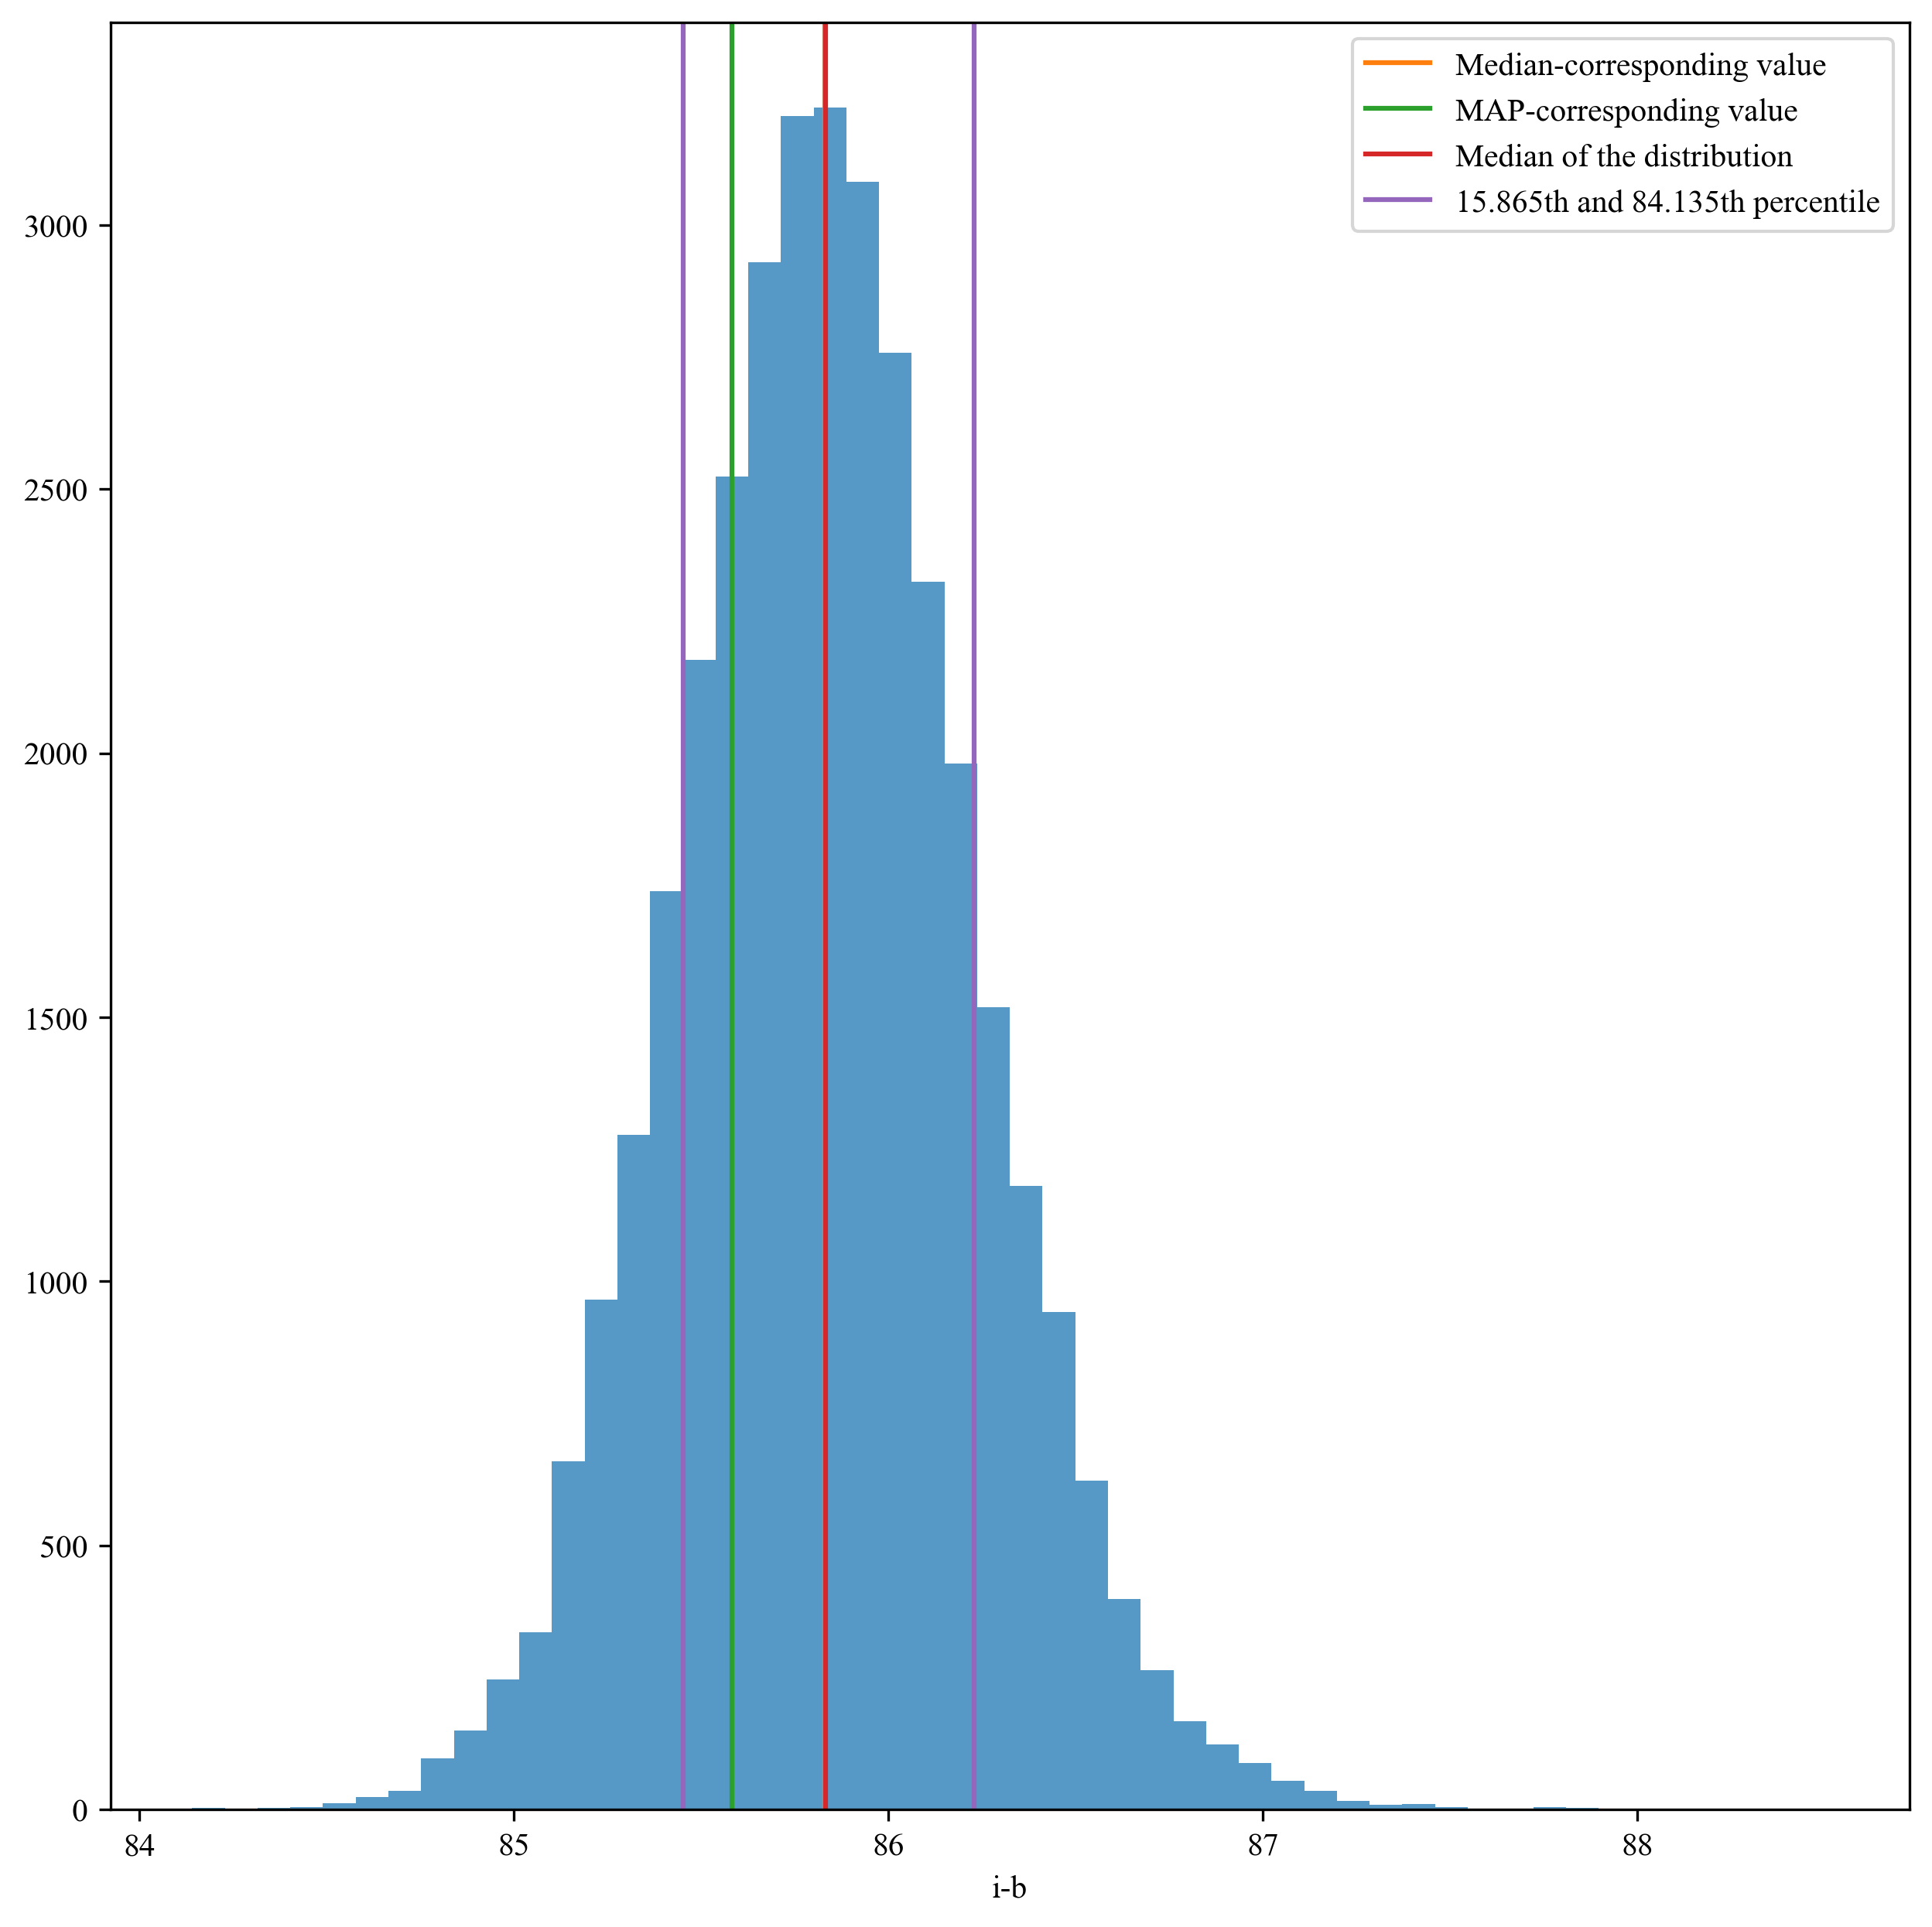 Median-corresponding value
MAP-corresponding value
Median of the distribution
15.865th and 84.135th percentile
3000
2500
2000
1500
1000
500
0
84 85 86 87 88
i-b